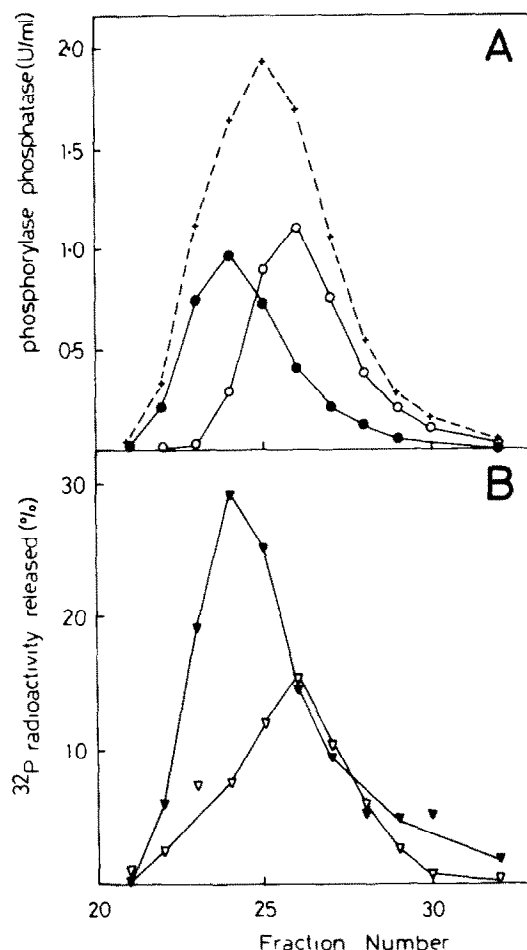 A
phosphorylase phosphatase (U/ml)
2·0
1·5
1·0
0·5
B
32P radioactivity released (%)
30
20
10
20
25
30
Fraction Number